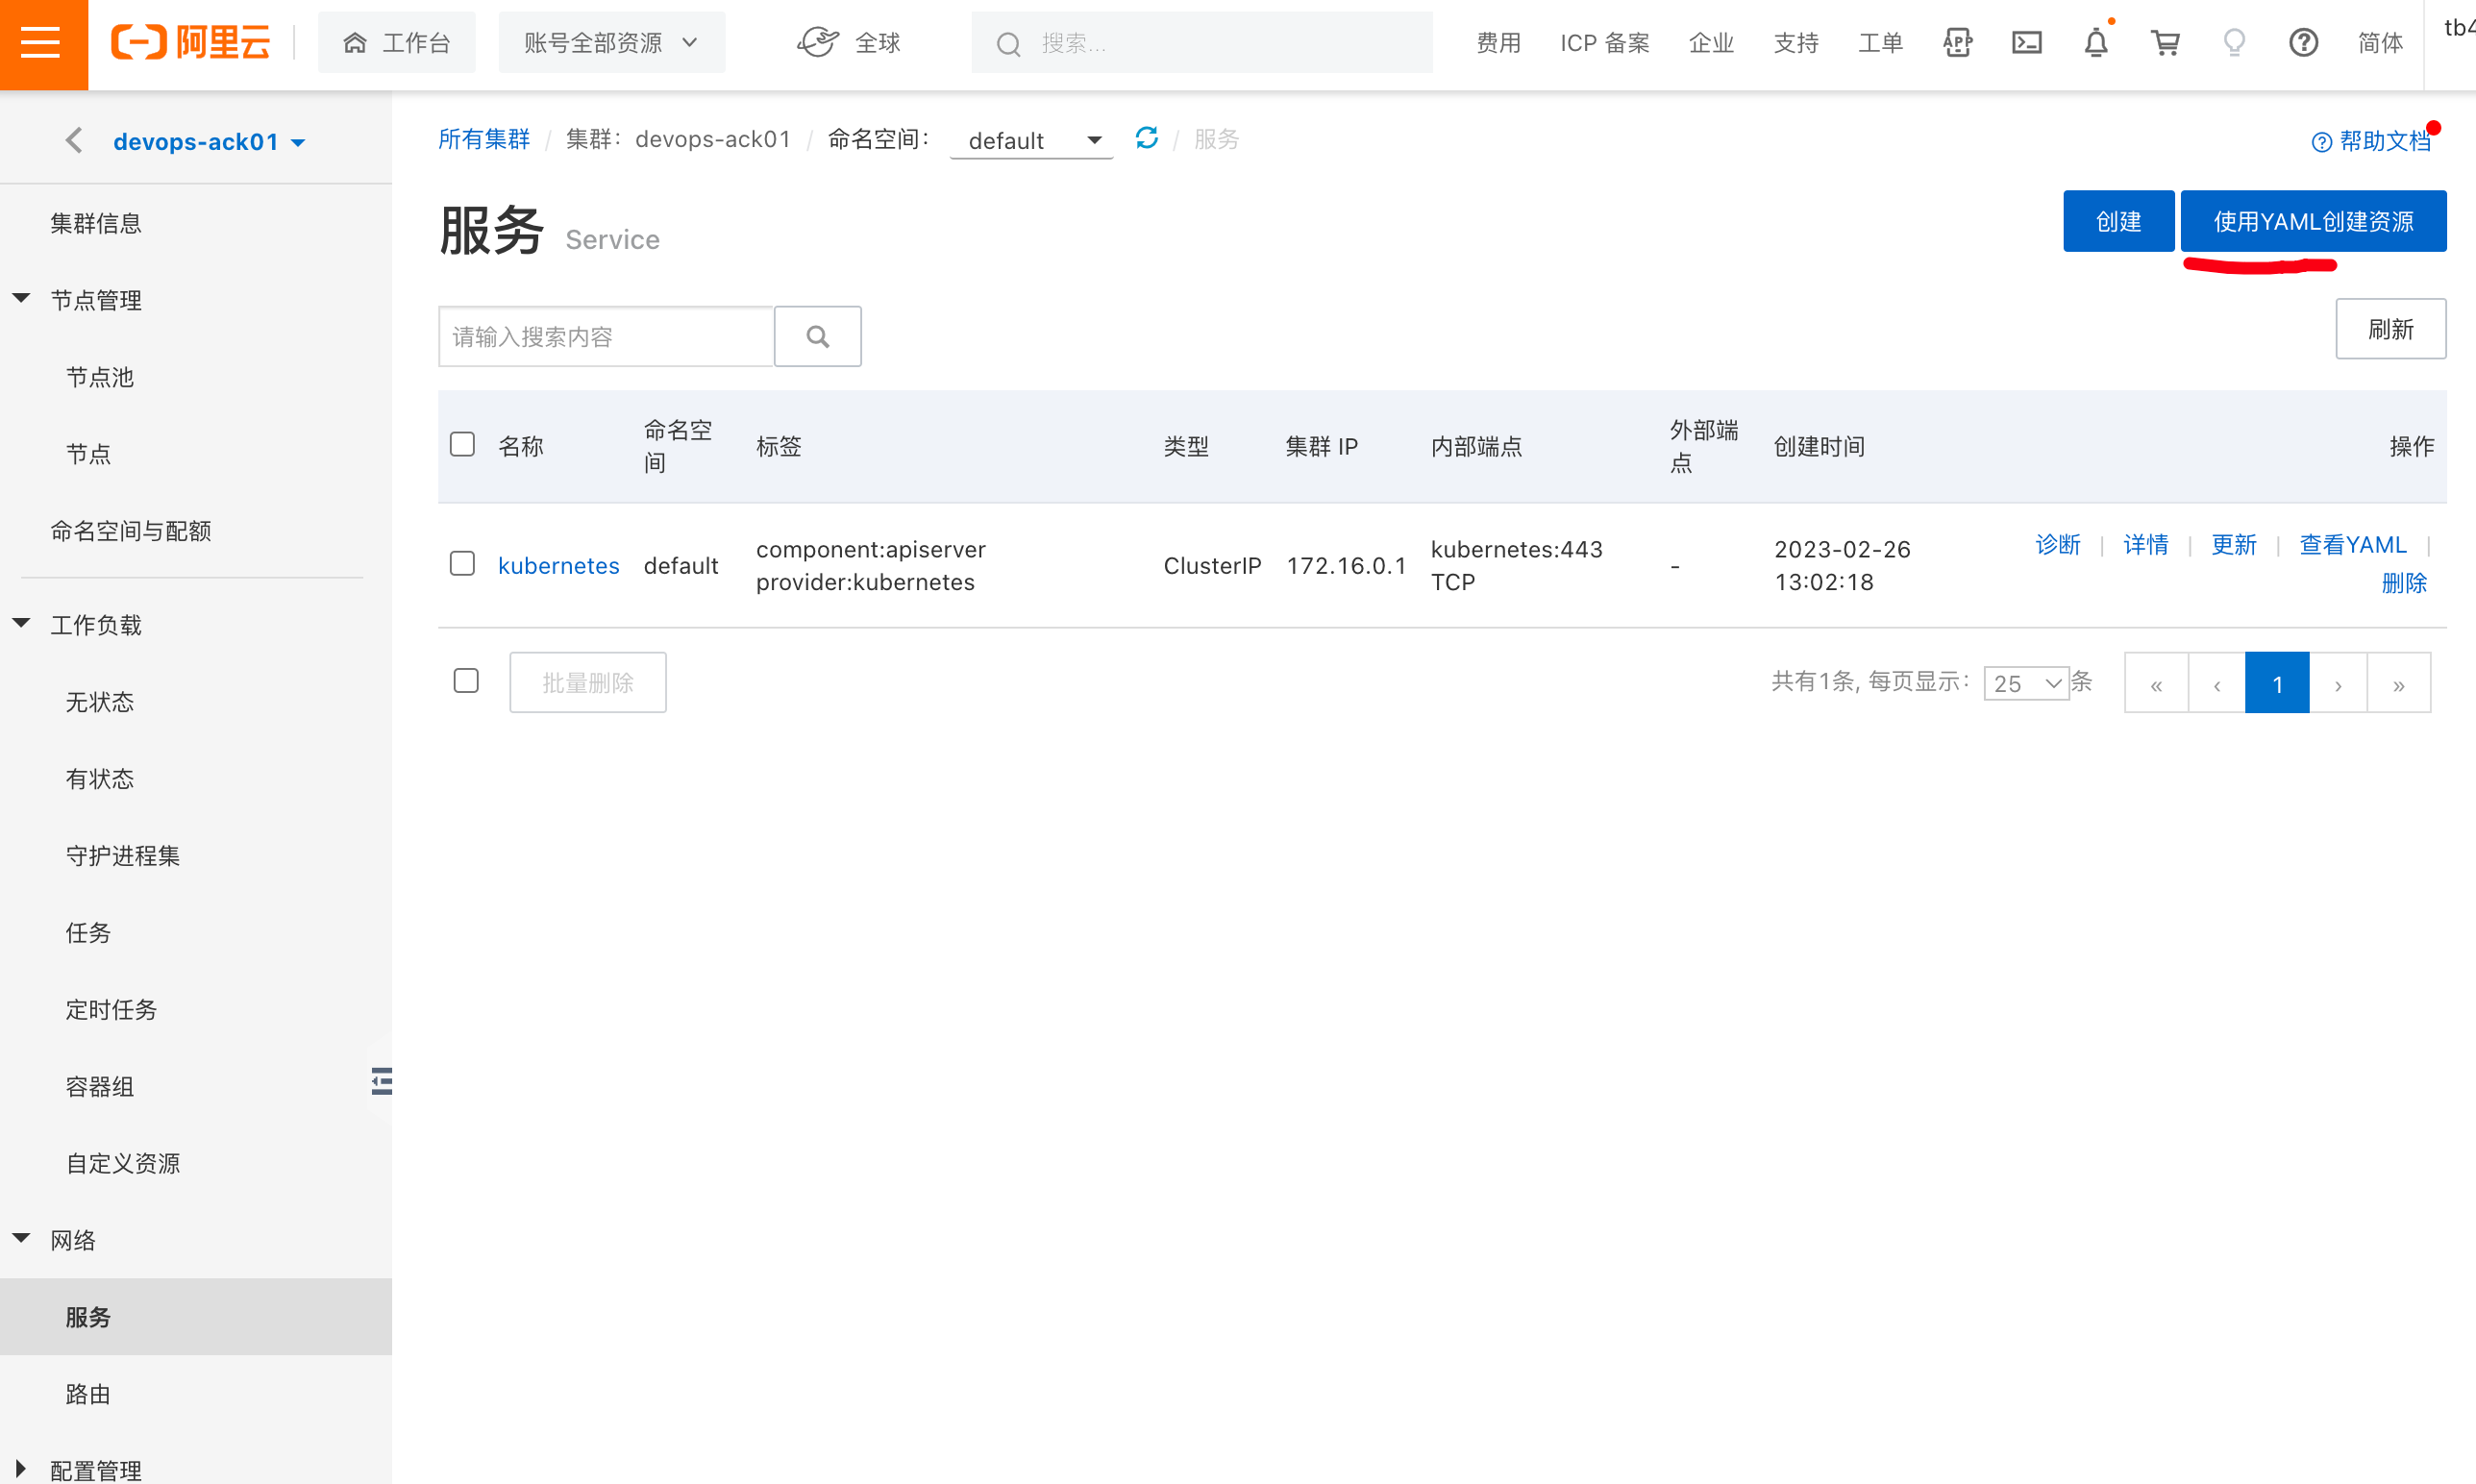 阿里云
工作台
账号全部资源
全球
搜索...
费用
ICP 备案
企业
支持
工单
APP
简体
tb4
devops-ack01
所有集群 / 集群: devops-ack01 / 命名空间: default / 服务
帮助文档
服务 Service
创建
使用YAML创建资源
请输入搜索内容
刷新
名称 命名空间 标签 类型 集群 IP 内部端点 外部端点 创建时间 操作
kubernetes default component:apiserver provider:kubernetes ClusterIP 172.16.0.1 kubernetes:443 TCP - 2023-02-26 13:02:18 诊断 | 详情 | 更新 | 查看YAML | 删除
批量删除
共有1条, 每页显示: 25 条
« ‹ 1 › »
集群信息
节点管理
节点池
节点
命名空间与配额
工作负载
无状态
有状态
守护进程集
任务
定时任务
容器组
自定义资源
网络
服务
路由
配置管理